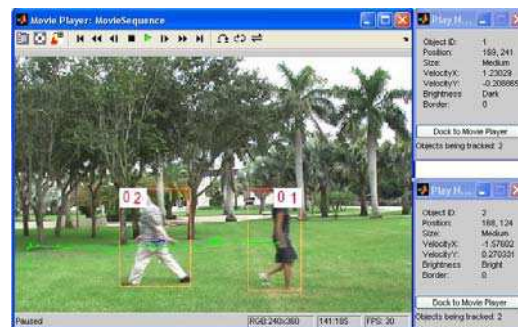 Movie Player: MovieSequence
0 2
0 1
Paused
RGB:240x360
141:185
FPS: 30
Play M...
Object ID: 1
Position: 159, 241
Size: Medium
VelocityX: 1.23029
VelocityY:
Brightness Dark
Border: 0
Dock to Movie Player
Objects being tracked: 2
Play M...
Object ID: 2
Position: 168, 124
Size: Medium
VelocityX: -1.57602
VelocityY: 0.270331
Brightness Bright
Border: 0
Dock to Movie Player
Objects being tracked: 2